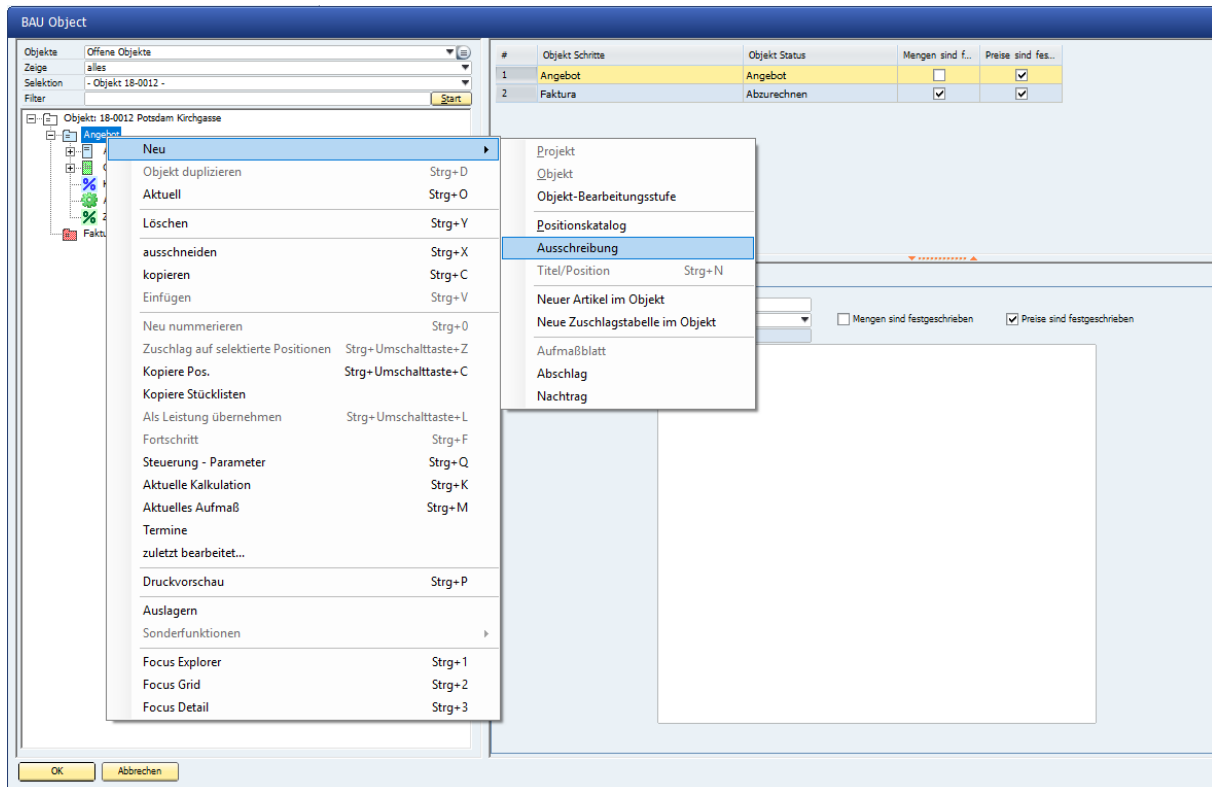 BAU Object
Objekte Offene Objekte
Zeige alles
Selektion - Objekt 18-0012 -
Filter Start
Objekt: 18-0012 Potsdam Kirchgasse
Angebot
Faktu
# Objekt Schritte Objekt Status Mengen sind f... Preise sind fes...
1 Angebot Angebot
2 Faktura Abzurechnen
Neu
Objekt duplizieren Strg+D
Aktuell Strg+O
Löschen Strg+Y
ausschneiden Strg+X
kopieren Strg+C
Einfügen Strg+V
Neu nummerieren Strg+0
Zuschlag auf selektierte Positionen Strg+Umschalttaste+Z
Kopiere Pos. Strg+Umschalttaste+C
Kopiere Stücklisten
Als Leistung übernehmen Strg+Umschalttaste+L
Fortschritt Strg+F
Steuerung - Parameter Strg+Q
Aktuelle Kalkulation Strg+K
Aktuelles Aufmaß Strg+M
Termine
zuletzt bearbeitet...
Druckvorschau Strg+P
Auslagern
Sonderfunktionen
Focus Explorer Strg+1
Focus Grid Strg+2
Focus Detail Strg+3
Projekt
Objekt
Objekt-Bearbeitungsstufe
Positionskatalog
Ausschreibung
Titel/Position Strg+N
Neuer Artikel im Objekt
Neue Zuschlagstabelle im Objekt
Aufmaßblatt
Abschlag
Nachtrag
Mengen sind festgeschrieben Preise sind festgeschrieben
OK Abbrechen